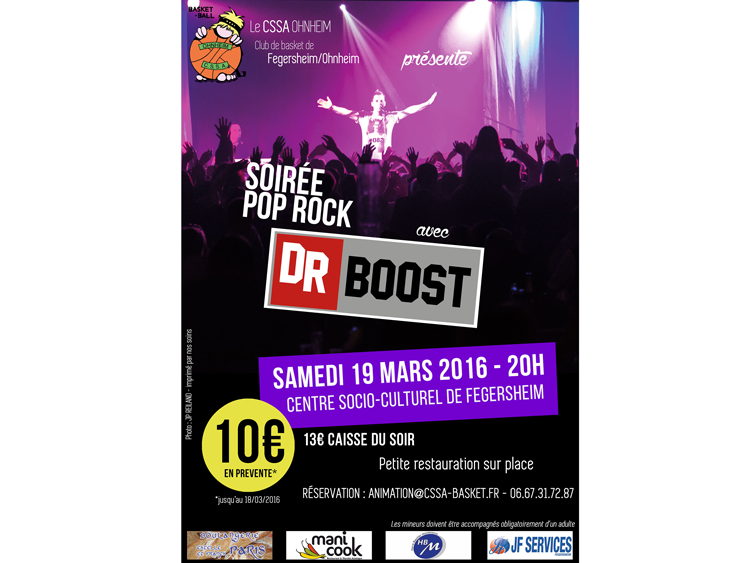 BASKET
-BALL
OHNHEIM
C.S.S.A.
Le CSSA OHNHEIM
Club de basket de
Fegersheim/Ohnheim
présente
SOIRÉE
POP ROCK
avec
DR BOOST
SAMEDI 19 MARS 2016 - 20H
CENTRE SOCIO-CULTUREL DE FEGERSHEIM
10€
EN PREVENTE*
*jusqu'au 18/03/2016
13€ CAISSE DU SOIR
Petite restauration sur place
RÉSERVATION : ANIMATION@CSSA-BASKET.FR - 06.67.31.72.87
Photo : JP REILAND - imprimé par nos soins
Les mineurs doivent être accompagnés obligatoirement d'un adulte
PARIS
mani
cook
HB
M
JF SERVICES